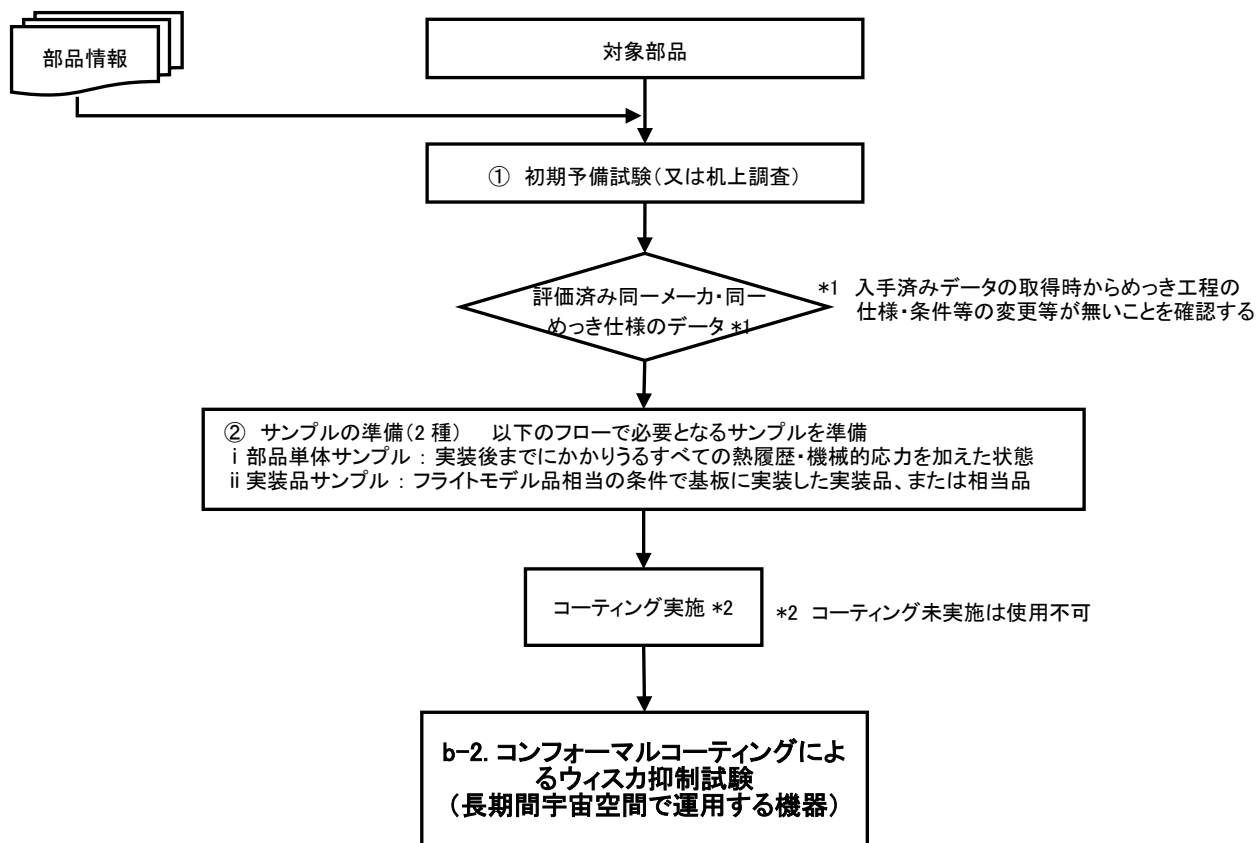 部品情報
対象部品
① 初期予備試験(又は机上調査)
評価済み同一メーカ・同一
めっき仕様のデータ *1
*1 入手済みデータの取得時からめっき工程の
仕様・条件等の変更等が無いことを確認する
② サンプルの準備(2 種) 以下のフローで必要となるサンプルを準備
ⅰ 部品単体サンプル : 実装後までにかかりうるすべての熱履歴・機械的応力を加えた状態
ⅱ 実装品サンプル : フライトモデル品相当の条件で基板に実装した実装品、または相当品
コーティング実施 *2
*2 コーティング未実施は使用不可
b-2. コンフォーマルコーティングによ
るウィスカ抑制試験
(長期間宇宙空間で運用する機器)